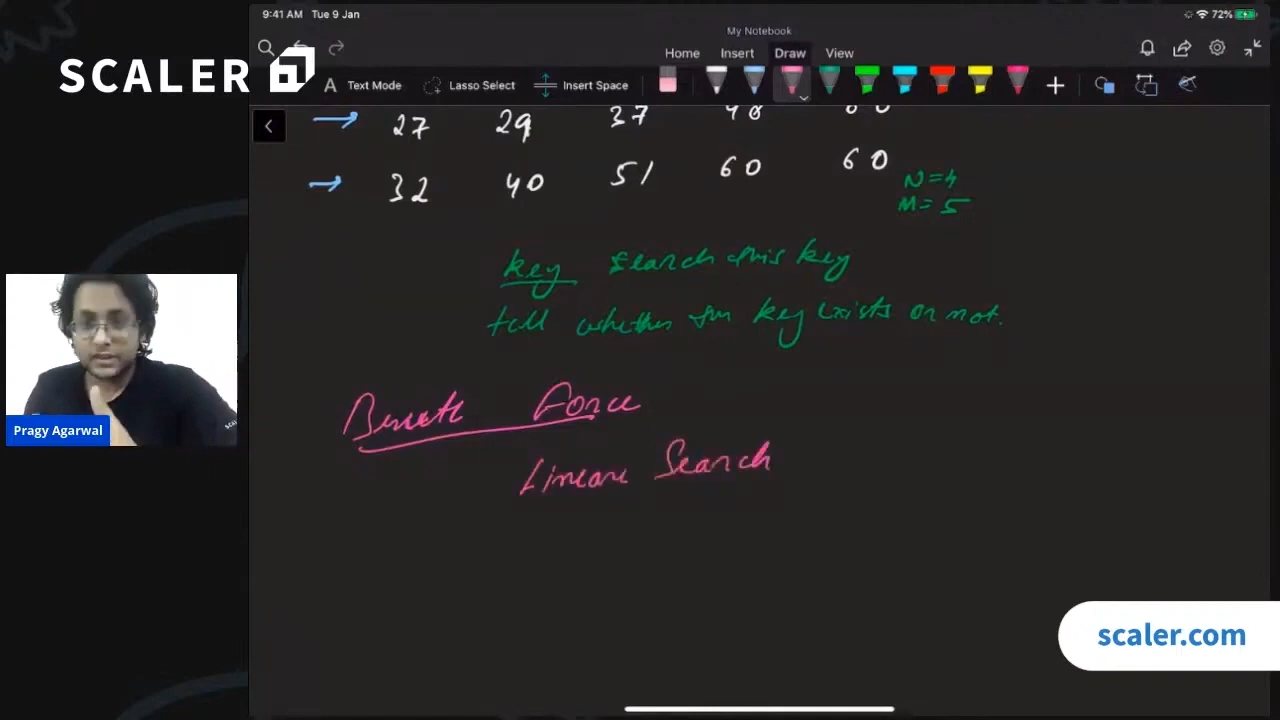 9:41 AM Tue 9 Jan
72%
My Notebook
SCALER
Home Insert Draw View
Text Mode Lasso Select Insert Space
27 29 37 48
32 40 51 60 60
N=4
M=5
key search this key
tell whether the key exists or not.
Brute Force
Linear Search
Pragy Agarwal
scaler.com